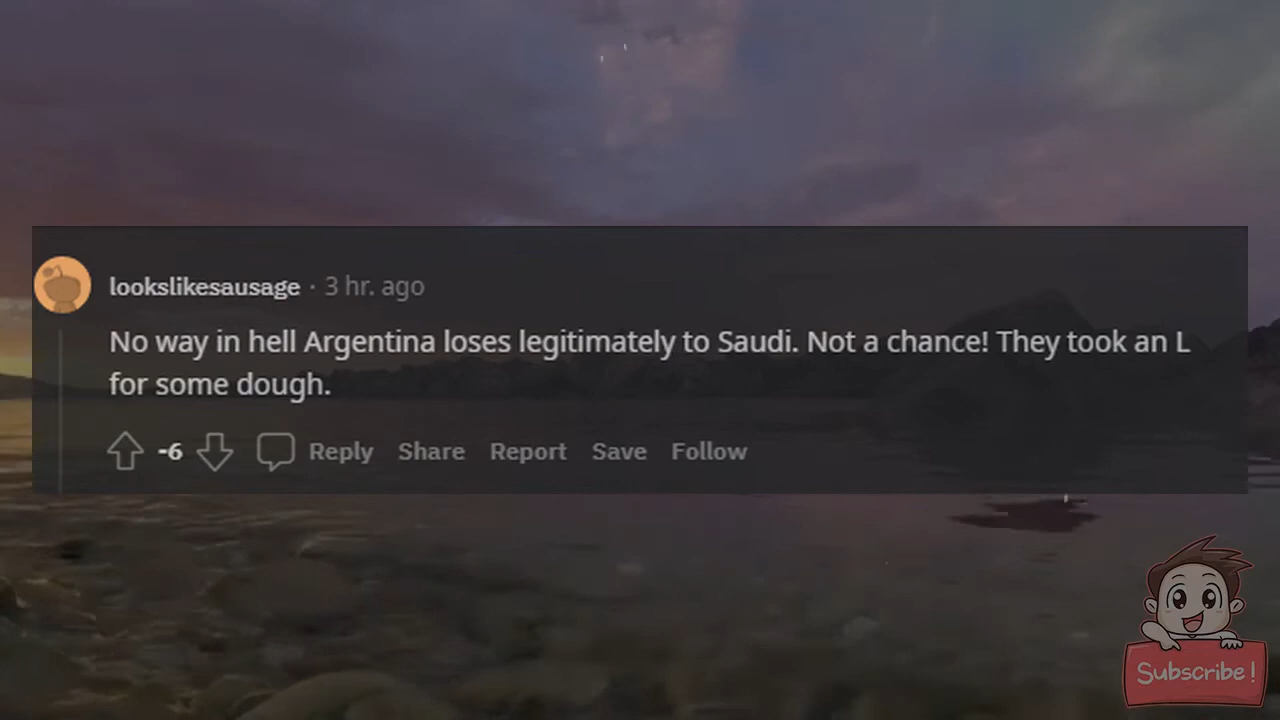 lookslikesausage · 3 hr. ago
No way in hell Argentina loses legitimately to Saudi. Not a chance! They took an L
for some dough.
-6 Reply Share Report Save Follow
Subscribe!